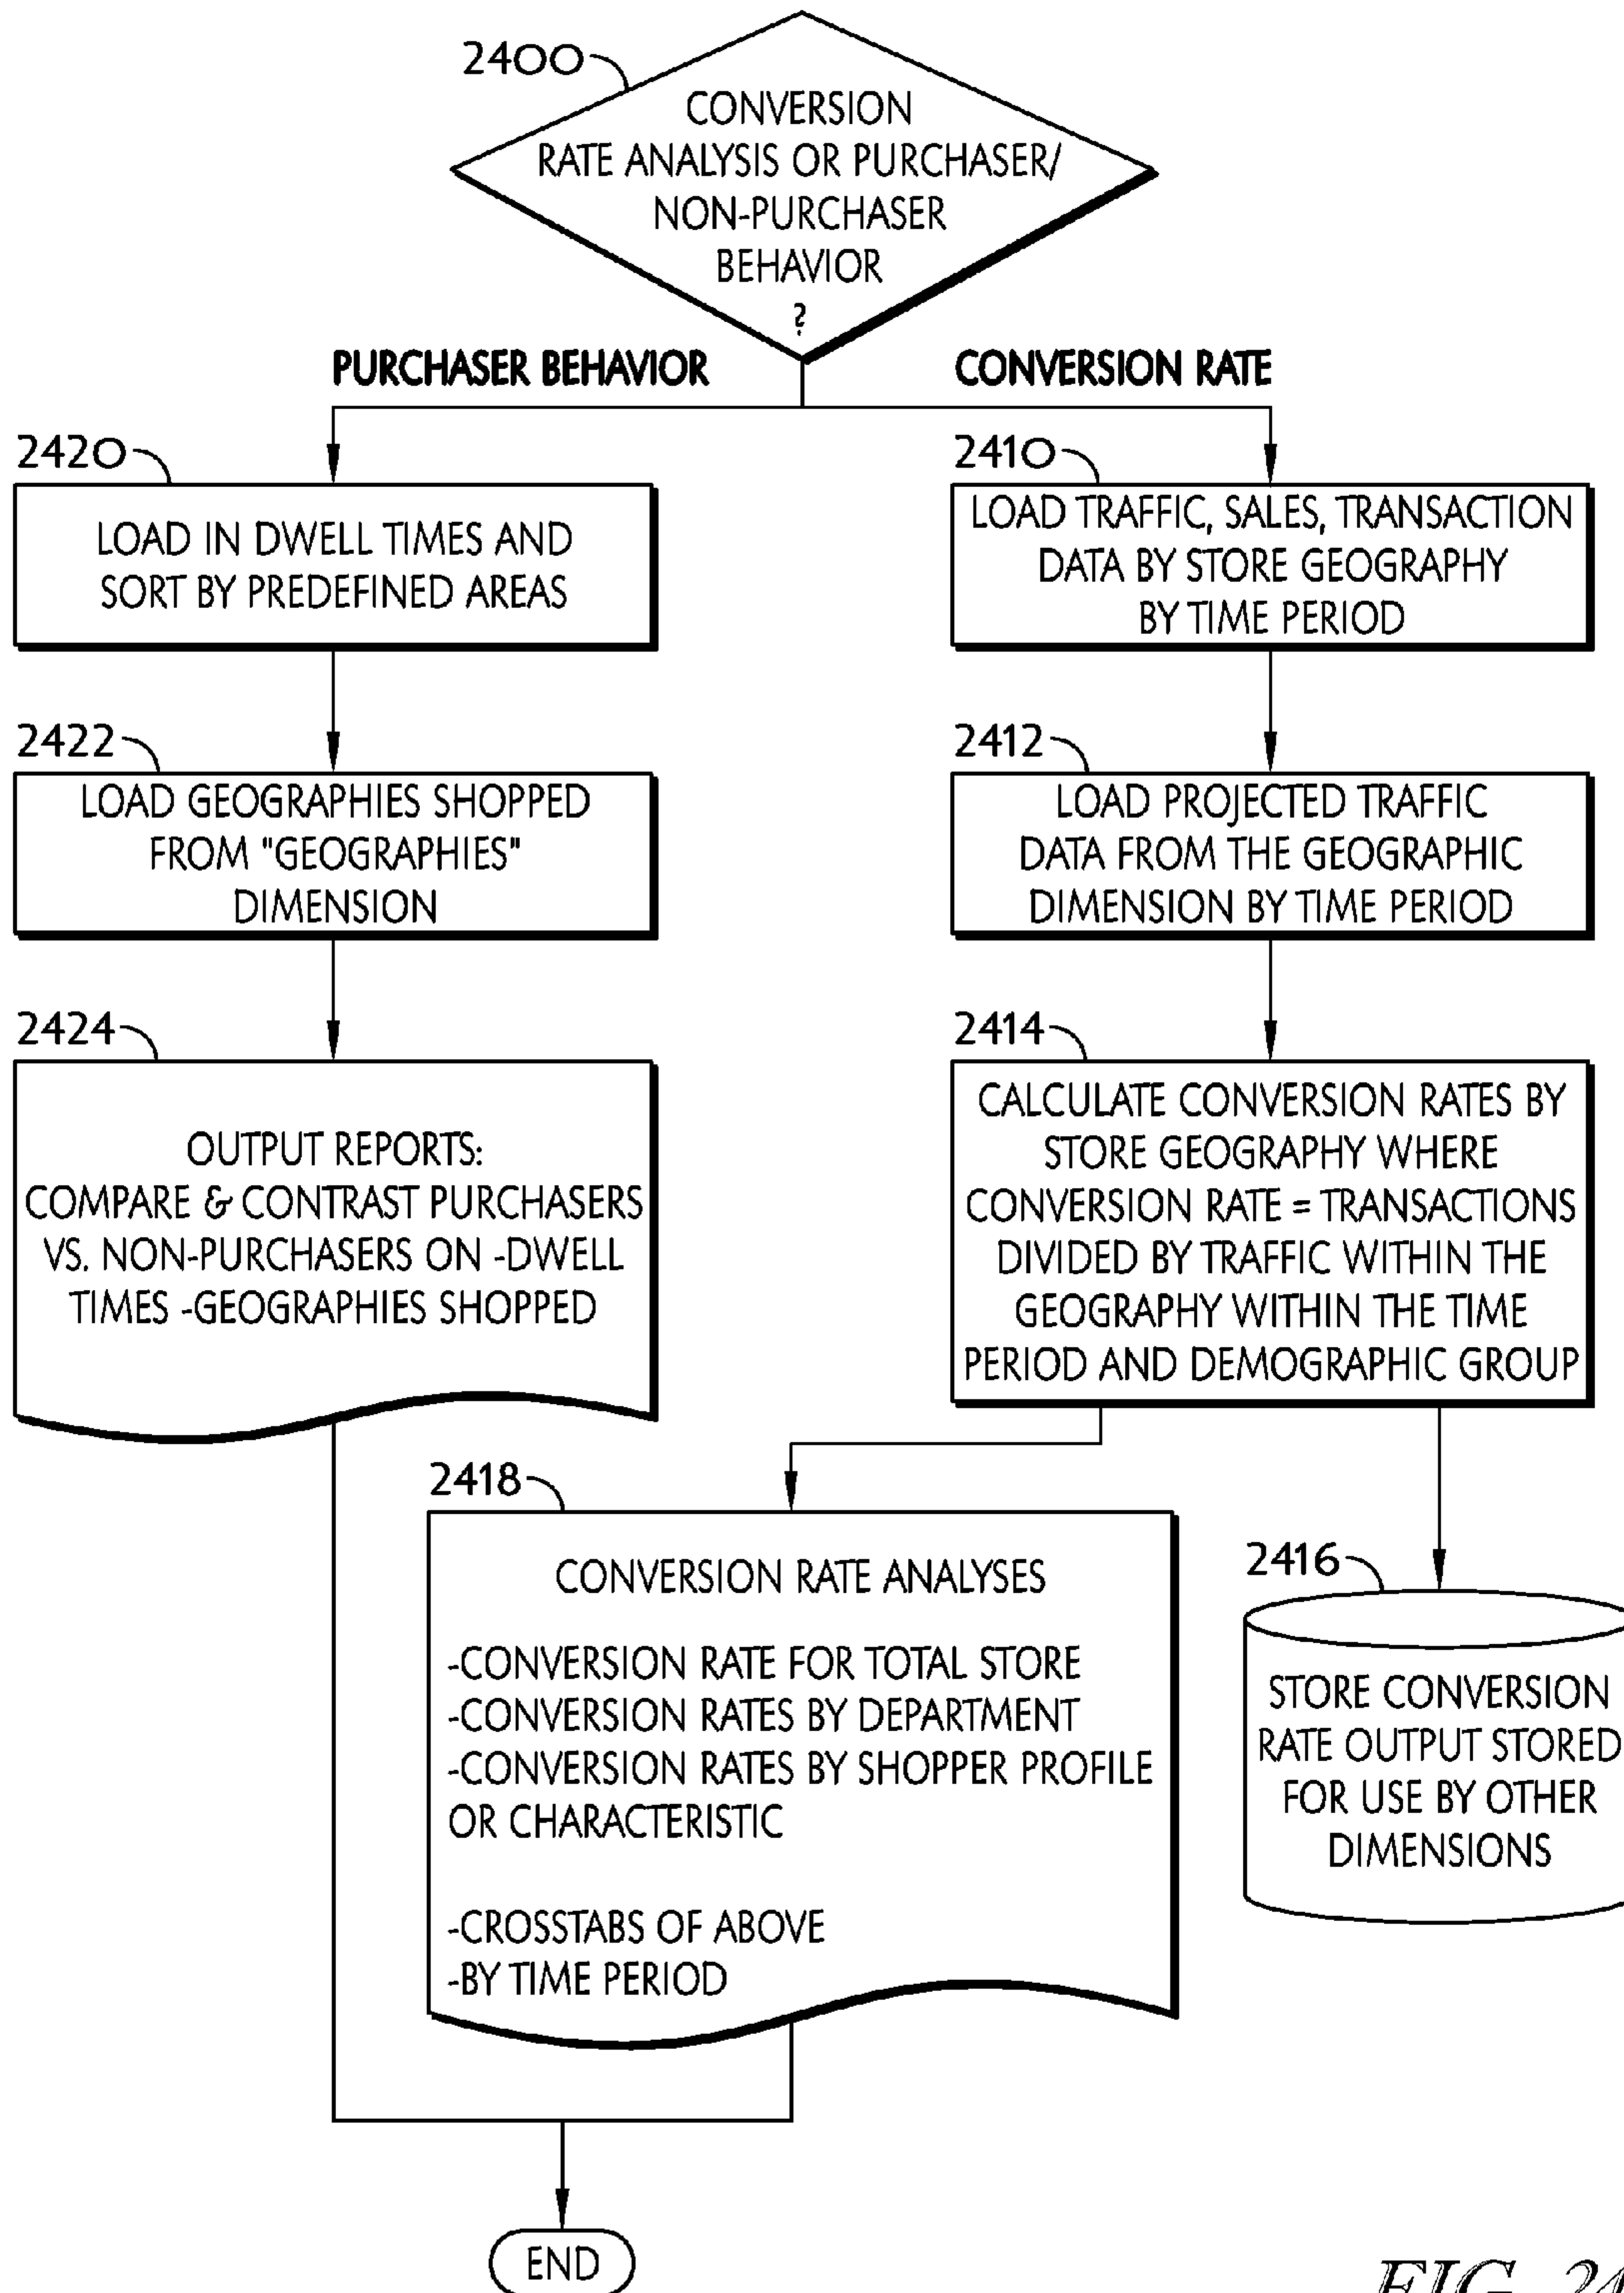 2400
CONVERSION
RATE ANALYSIS OR PURCHASER/
NON-PURCHASER
BEHAVIOR
?
PURCHASER BEHAVIOR
CONVERSION RATE
2420
LOAD IN DWELL TIMES AND
SORT BY PREDEFINED AREAS
2410
LOAD TRAFFIC, SALES, TRANSACTION
DATA BY STORE GEOGRAPHY
BY TIME PERIOD
2422
LOAD GEOGRAPHIES SHOPPED
FROM "GEOGRAPHIES"
DIMENSION
2412
LOAD PROJECTED TRAFFIC
DATA FROM THE GEOGRAPHIC
DIMENSION BY TIME PERIOD
2424
OUTPUT REPORTS:
COMPARE & CONTRAST PURCHASERS
VS. NON-PURCHASERS ON -DWELL
TIMES -GEOGRAPHIES SHOPPED
2414
CALCULATE CONVERSION RATES BY
STORE GEOGRAPHY WHERE
CONVERSION RATE = TRANSACTIONS
DIVIDED BY TRAFFIC WITHIN THE
GEOGRAPHY WITHIN THE TIME
PERIOD AND DEMOGRAPHIC GROUP
2418
CONVERSION RATE ANALYSES
-CONVERSION RATE FOR TOTAL STORE
-CONVERSION RATES BY DEPARTMENT
-CONVERSION RATES BY SHOPPER PROFILE
OR CHARACTERISTIC
-CROSSTABS OF ABOVE
-BY TIME PERIOD
2416
STORE CONVERSION
RATE OUTPUT STORED
FOR USE BY OTHER
DIMENSIONS
END
FIG. 24